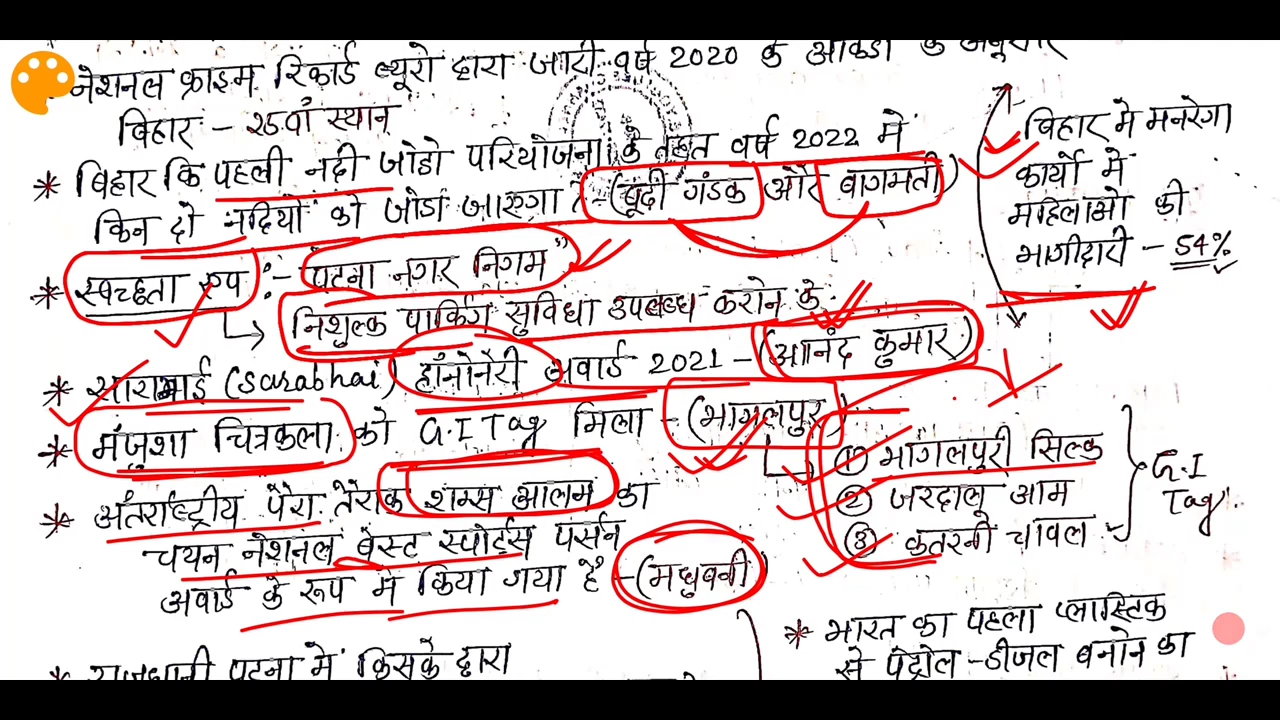 नेशनल क्राइम रिकार्ड ब्यूरो द्वारा जारी वर्ष 2020 के आंकडो के अनुसार
बिहार - 25वां स्थान
* बिहार कि पहली नदी जोडो परियोजना के तहत वर्ष 2022 में
किन दो नदियों को जोडा जाएगा - (बूढी गंडक और बागमती)
* स्वच्छता रुप :- पटना नगर निगम"
↳ निशुल्क पार्किंग सुविधा उपलब्ध कराने के
* साराभाई (Sarabhai) हॉनोरेरी अवार्ड 2021 - (आनंद कुमार)
* मंजुशा चित्रकला को G.I Tag मिला - (भागलपुर)
* अंतर्राष्ट्रीय पैरा तैराक शम्स आलम का
चयन नेशनल बेस्ट स्पोर्ट्स पर्सन
अवार्ड के रूप में किया गया है - (मधुबनी)
* राजधानी पटना में किसके द्वारा
बिहार मे मनरेगा
कार्यो में
महिलाओ की
भागीदारी - 54%
① भागलपुरी सिल्क
② जरदालू आम
③ कतरनी चावल
G.I
Tag
* भारत का पहला प्लास्टिक
से पेट्रोल - डीजल बनाने का